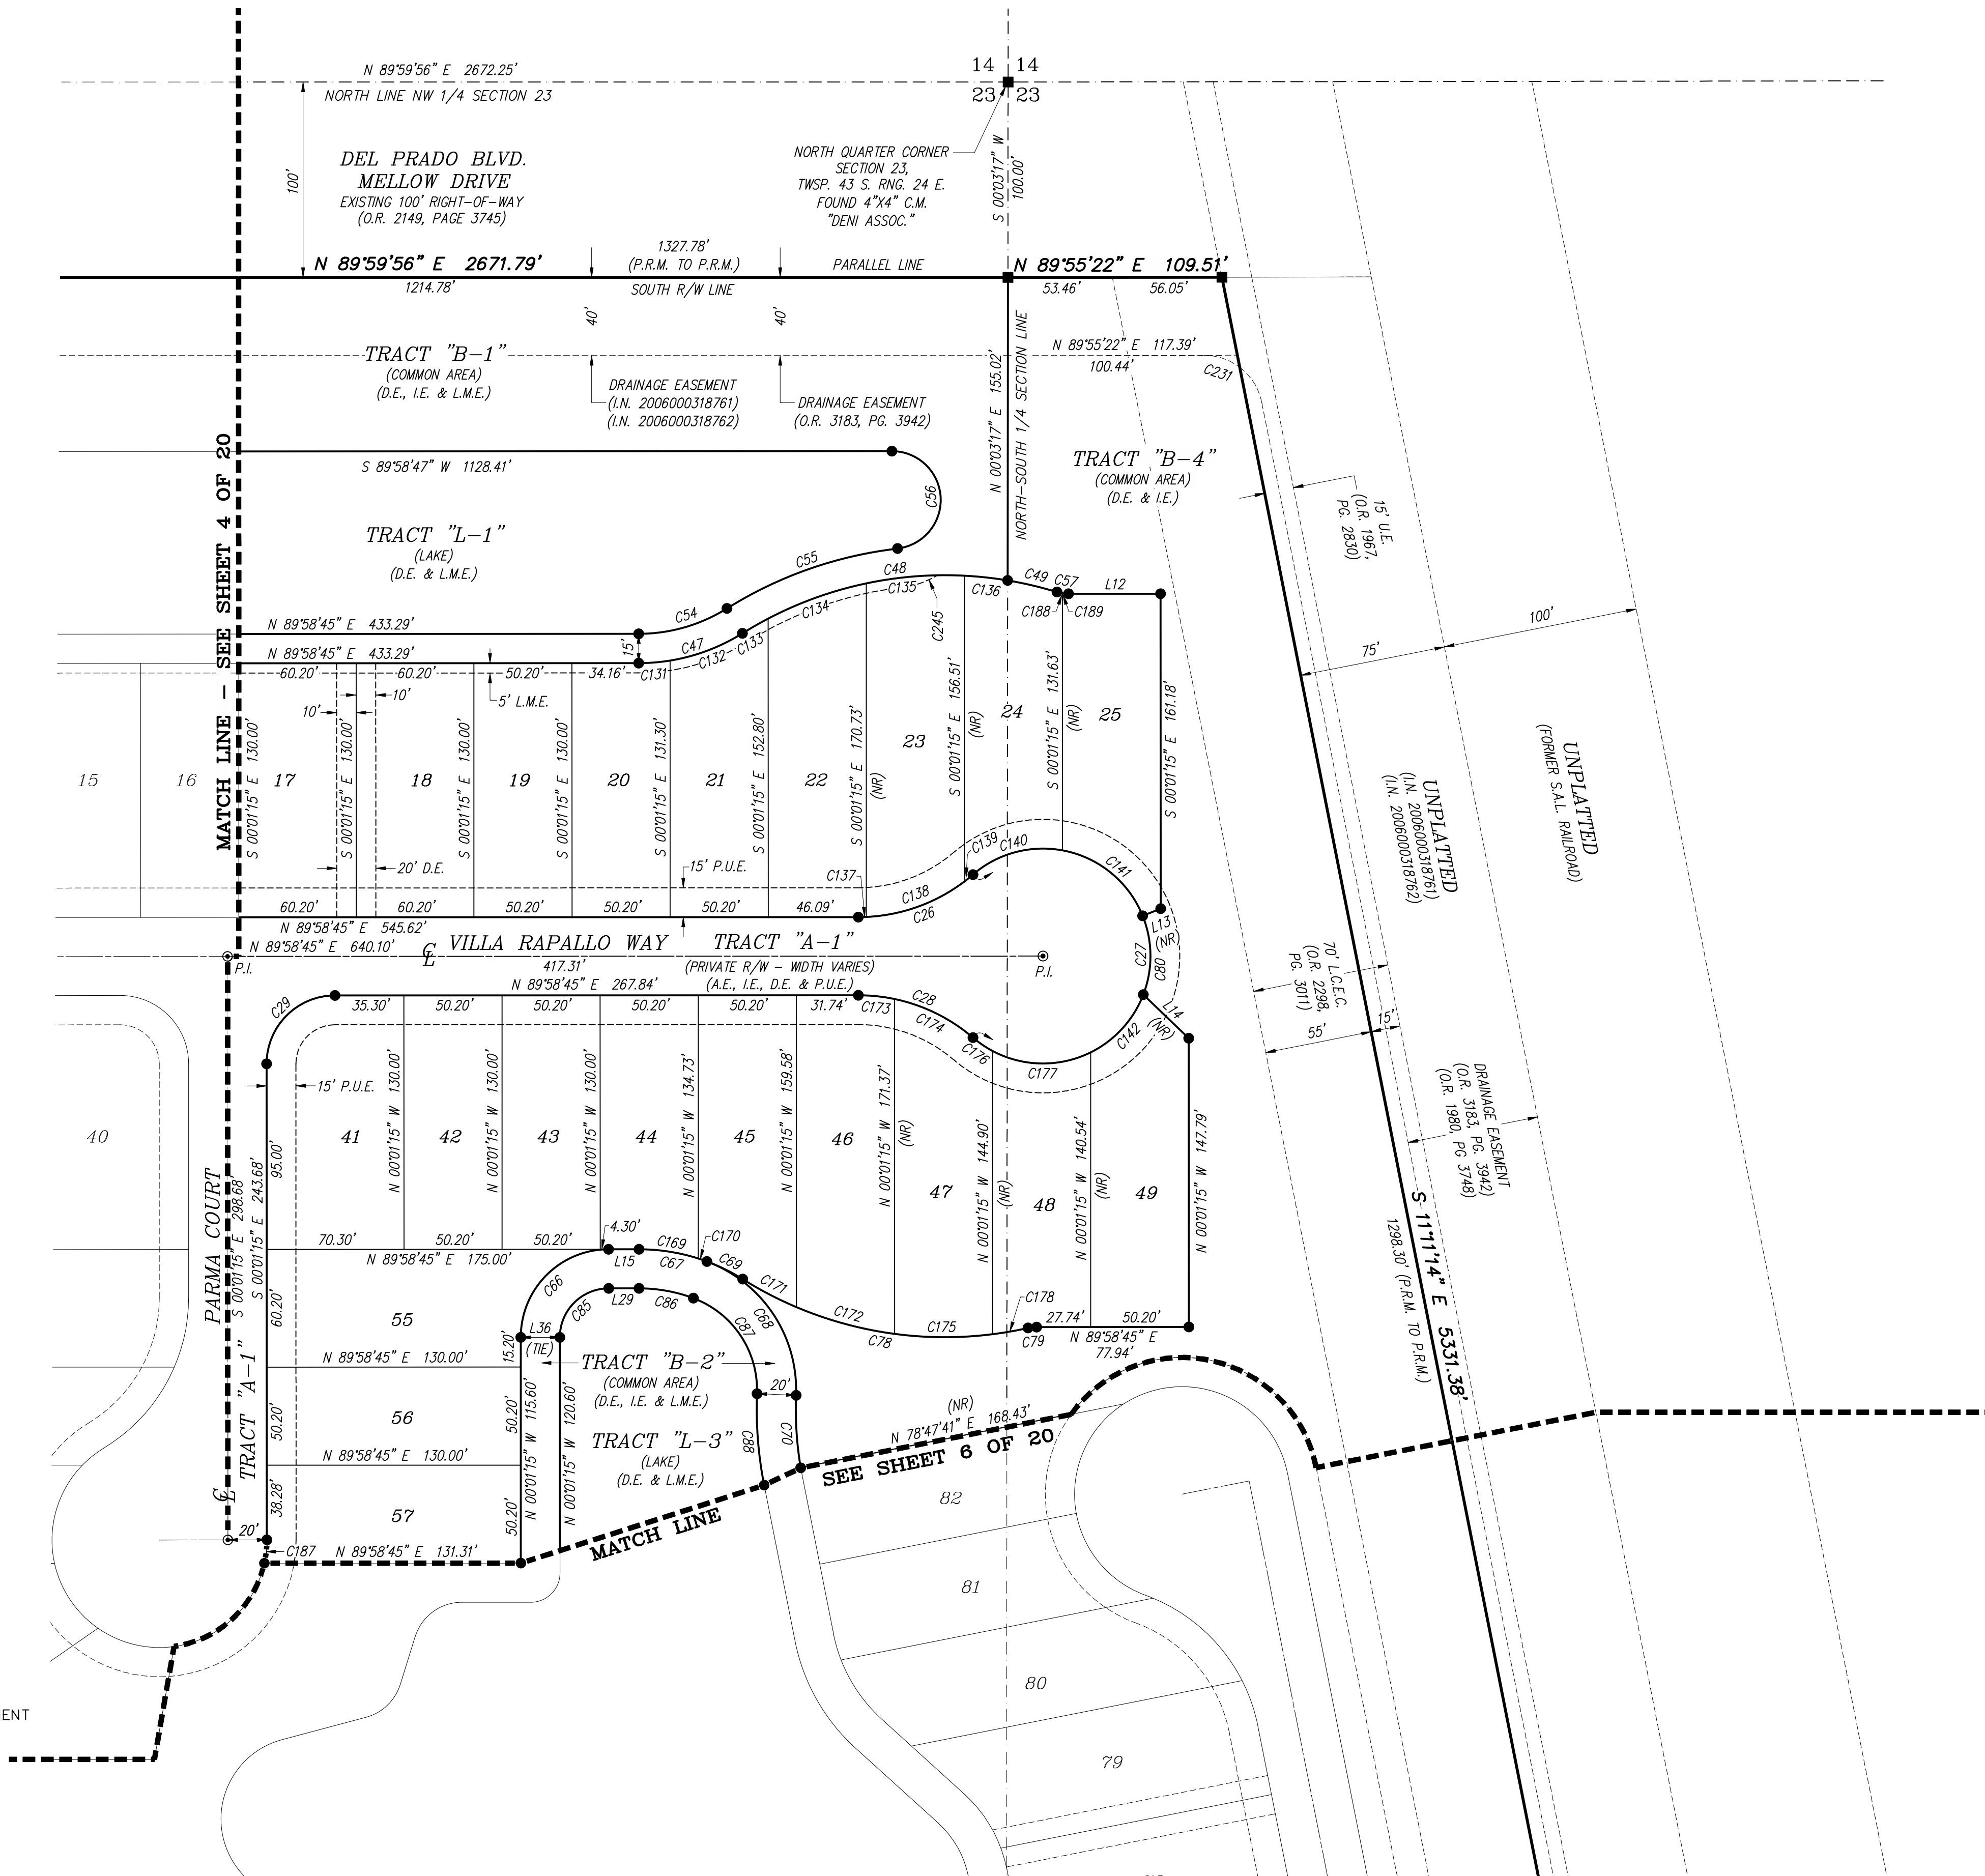 N 89°59'56" E 2672.25'
NORTH LINE NW 1/4 SECTION 23
14 14
23 23
100'
DEL PRADO BLVD.
MELLOW DRIVE
EXISTING 100' RIGHT-OF-WAY
(O.R. 2149, PAGE 3745)
NORTH QUARTER CORNER
SECTION 23,
TWSP. 43 S. RNG. 24 E.
FOUND 4"X4" C.M.
"DENI ASSOC."
S 00°03'17" W
100.00'
N 89°59'56" E 2671.79'
1214.78'
1327.78'
(P.R.M. TO P.R.M.)
SOUTH R/W LINE
PARALLEL LINE
N 89°55'22" E 109.51'
53.46'
56.05'
40'
40'
TRACT "B-1"
(COMMON AREA)
(D.E., I.E. & L.M.E.)
DRAINAGE EASEMENT
(I.N. 2006000318761)
(I.N. 2006000318762)
DRAINAGE EASEMENT
(O.R. 3183, PG. 3942)
N 89°55'22" E 117.39'
100.44'
C231
N 00°03'17" E 155.02'
NORTH-SOUTH 1/4 SECTION LINE
TRACT "B-4"
(COMMON AREA)
(D.E. & I.E.)
15' U.E.
(O.R. 1967,
PG. 2830)
MATCH LINE - SEE SHEET 4 OF 20
S 89°58'47" W 1128.41'
C56
TRACT "L-1"
(LAKE)
(D.E. & L.M.E.)
C55
C54
C48
C49
C57
L12
C188
C189
C136
C135
C134
C245
C133
C132
C47
C131
15'
N 89°58'45" E 433.29'
N 89°58'45" E 433.29'
60.20'
60.20'
50.20'
34.16'
5' L.M.E.
10'
10'
100'
75'
15
16
17
18
19
20
21
22
23
24
25
S 00°01'15" E 130.00'
S 00°01'15" E 130.00'
S 00°01'15" E 130.00'
S 00°01'15" E 130.00'
S 00°01'15" E 131.30'
S 00°01'15" E 152.80'
S 00°01'15" E 170.73'
(NR)
S 00°01'15" E 156.51'
(NR)
S 00°01'15" E 131.63'
(NR)
S 00°01'15" E 161.18'
20' D.E.
15' P.U.E.
C137
C138
C26
C139
C140
C141
L13
(NR)
C27
C80
60.20'
60.20'
50.20'
50.20'
50.20'
46.09'
N 89°58'45" E 545.62'
N 89°58'45" E 640.10'
VILLA RAPALLO WAY TRACT "A-1"
P.I.
417.31'
(PRIVATE R/W - WIDTH VARIES)
P.I.
N 89°58'45" E 267.84'
(A.E., I.E., D.E. & P.U.E.)
35.30'
50.20'
50.20'
50.20'
50.20'
31.74'
C173
C28
C174
C176
C177
C142
L14
(NR)
C29
15' P.U.E.
UNPLATTED
(FORMER S.A.L. RAILROAD)
UNPLATTED
(I.N. 2006000318761)
(I.N. 2006000318762)
70' L.C.E.C.
(O.R. 2298,
PG. 3011)
55'
15'
DRAINAGE EASEMENT
(O.R. 3183, PG. 3942)
(O.R. 1980, PG 3748)
S 11°11'14" E 5331.38'
1298.30' (P.R.M. TO P.R.M.)
40
41
42
43
44
45
46
47
48
49
N 00°01'15" W 130.00'
N 00°01'15" W 130.00'
N 00°01'15" W 130.00'
N 00°01'15" W 134.73'
N 00°01'15" W 159.58'
N 00°01'15" W 171.37'
(NR)
N 00°01'15" W 144.90'
(NR)
N 00°01'15" W 140.54'
(NR)
N 00°01'15" W 147.79'
PARMA COURT
S 00°01'15" E 298.68'
S 00°01'15" E 243.68'
95.00'
60.20'
50.20'
38.28'
TRACT "A-1"
70.30'
50.20'
50.20'
4.30'
N 89°58'45" E 175.00'
L15
C169
C67
C170
C69
C171
C172
C78
C175
C178
C79
27.74'
50.20'
N 89°58'45" E
77.94'
C66
C85
L29
C86
C87
C68
55
L36
(TIE)
15.20'
N 89°58'45" E 130.00'
56
50.20'
N 00°01'15" W 115.60'
N 00°01'15" W 120.60'
TRACT "B-2"
(COMMON AREA)
(D.E., I.E. & L.M.E.)
20'
C70
C88
TRACT "L-3"
(LAKE)
(D.E. & L.M.E.)
N 89°58'45" E 130.00'
57
50.20'
20'
C187
N 89°58'45" E 131.31'
(NR)
N 78°47'41" E 168.43'
MATCH LINE
SEE SHEET 6 OF 20
82
81
80
79
ENT